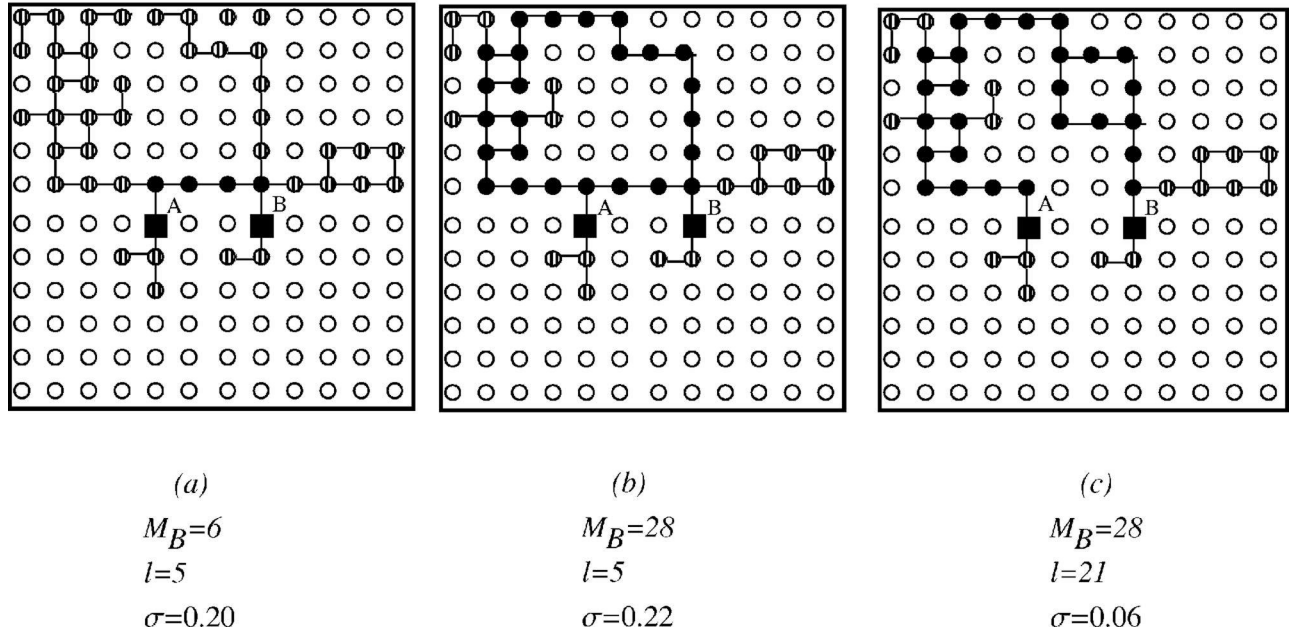 A B
A B
A B
(a) (b) (c)
M_B=6 M_B=28 M_B=28
l=5 l=5 l=21
σ=0.20 σ=0.22 σ=0.06